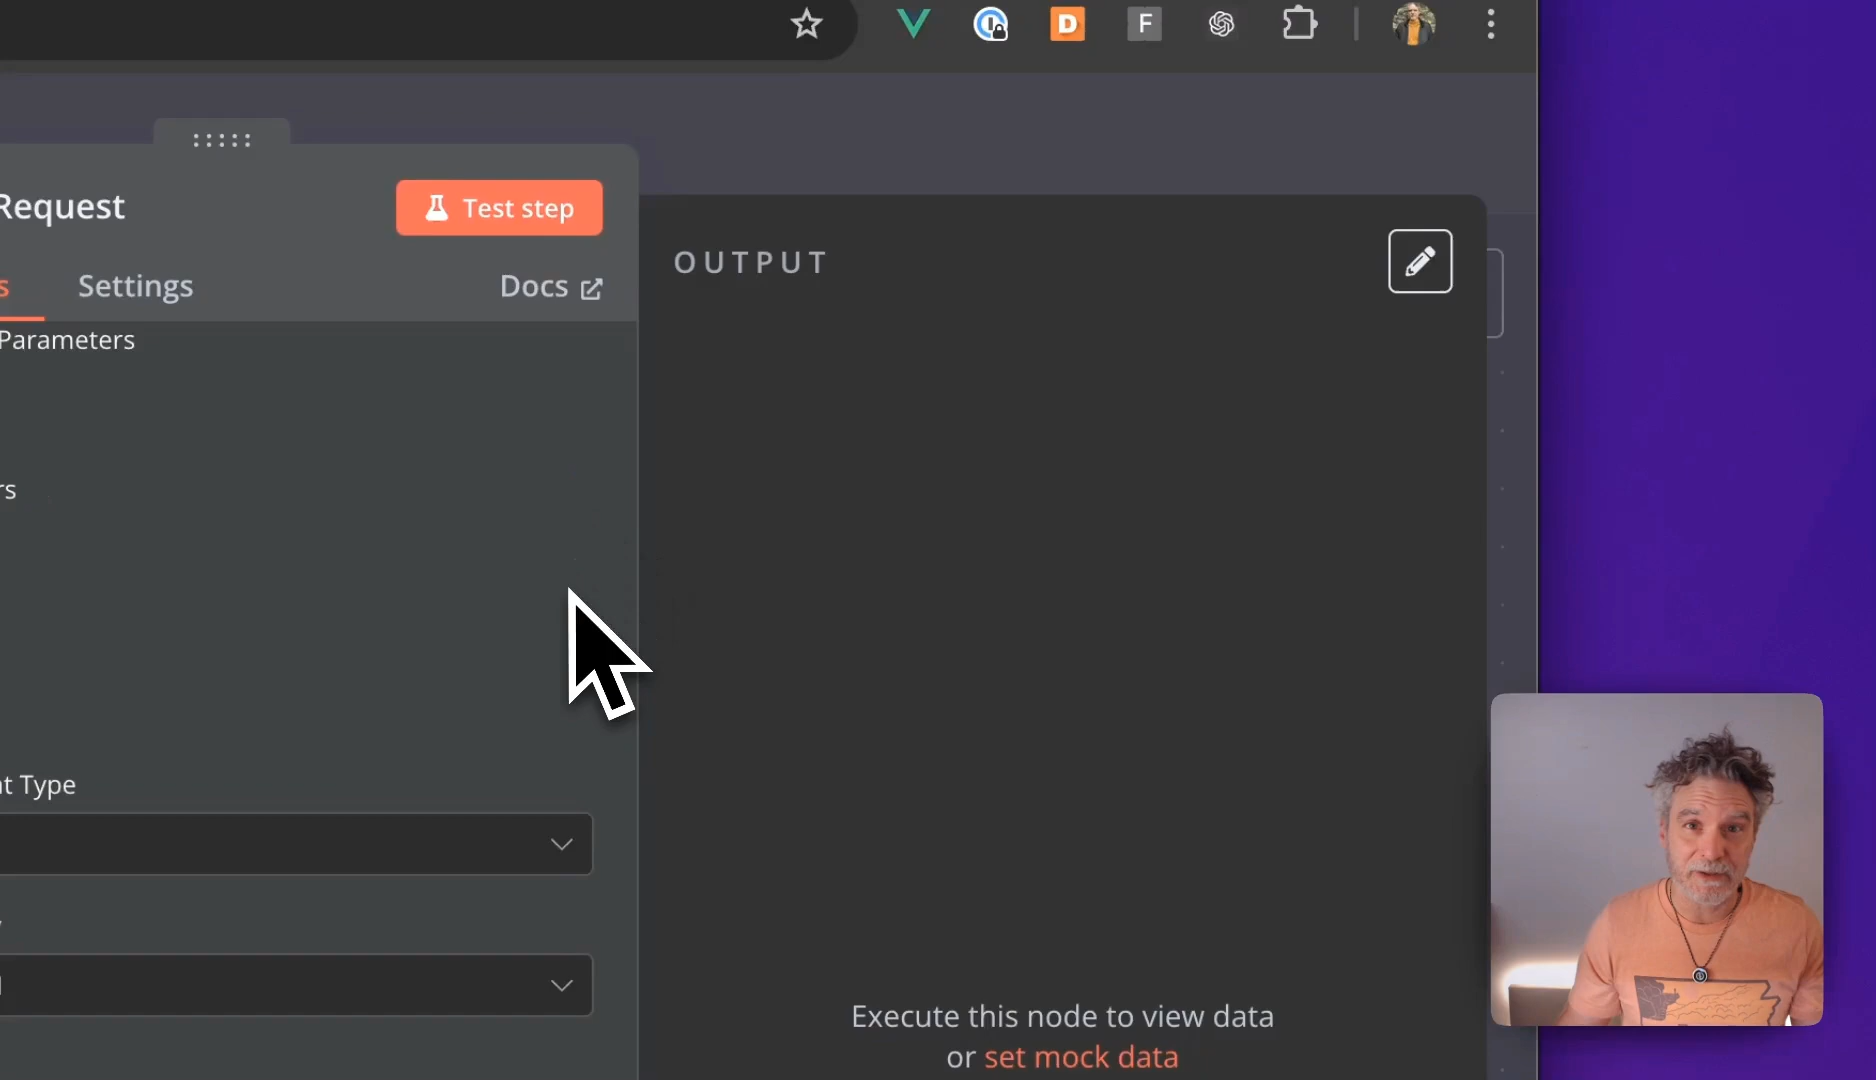 D
F
Request
Test step
OUTPUT
s
Settings
Docs
Parameters
rs
t Type
Execute this node to view data
or set mock data